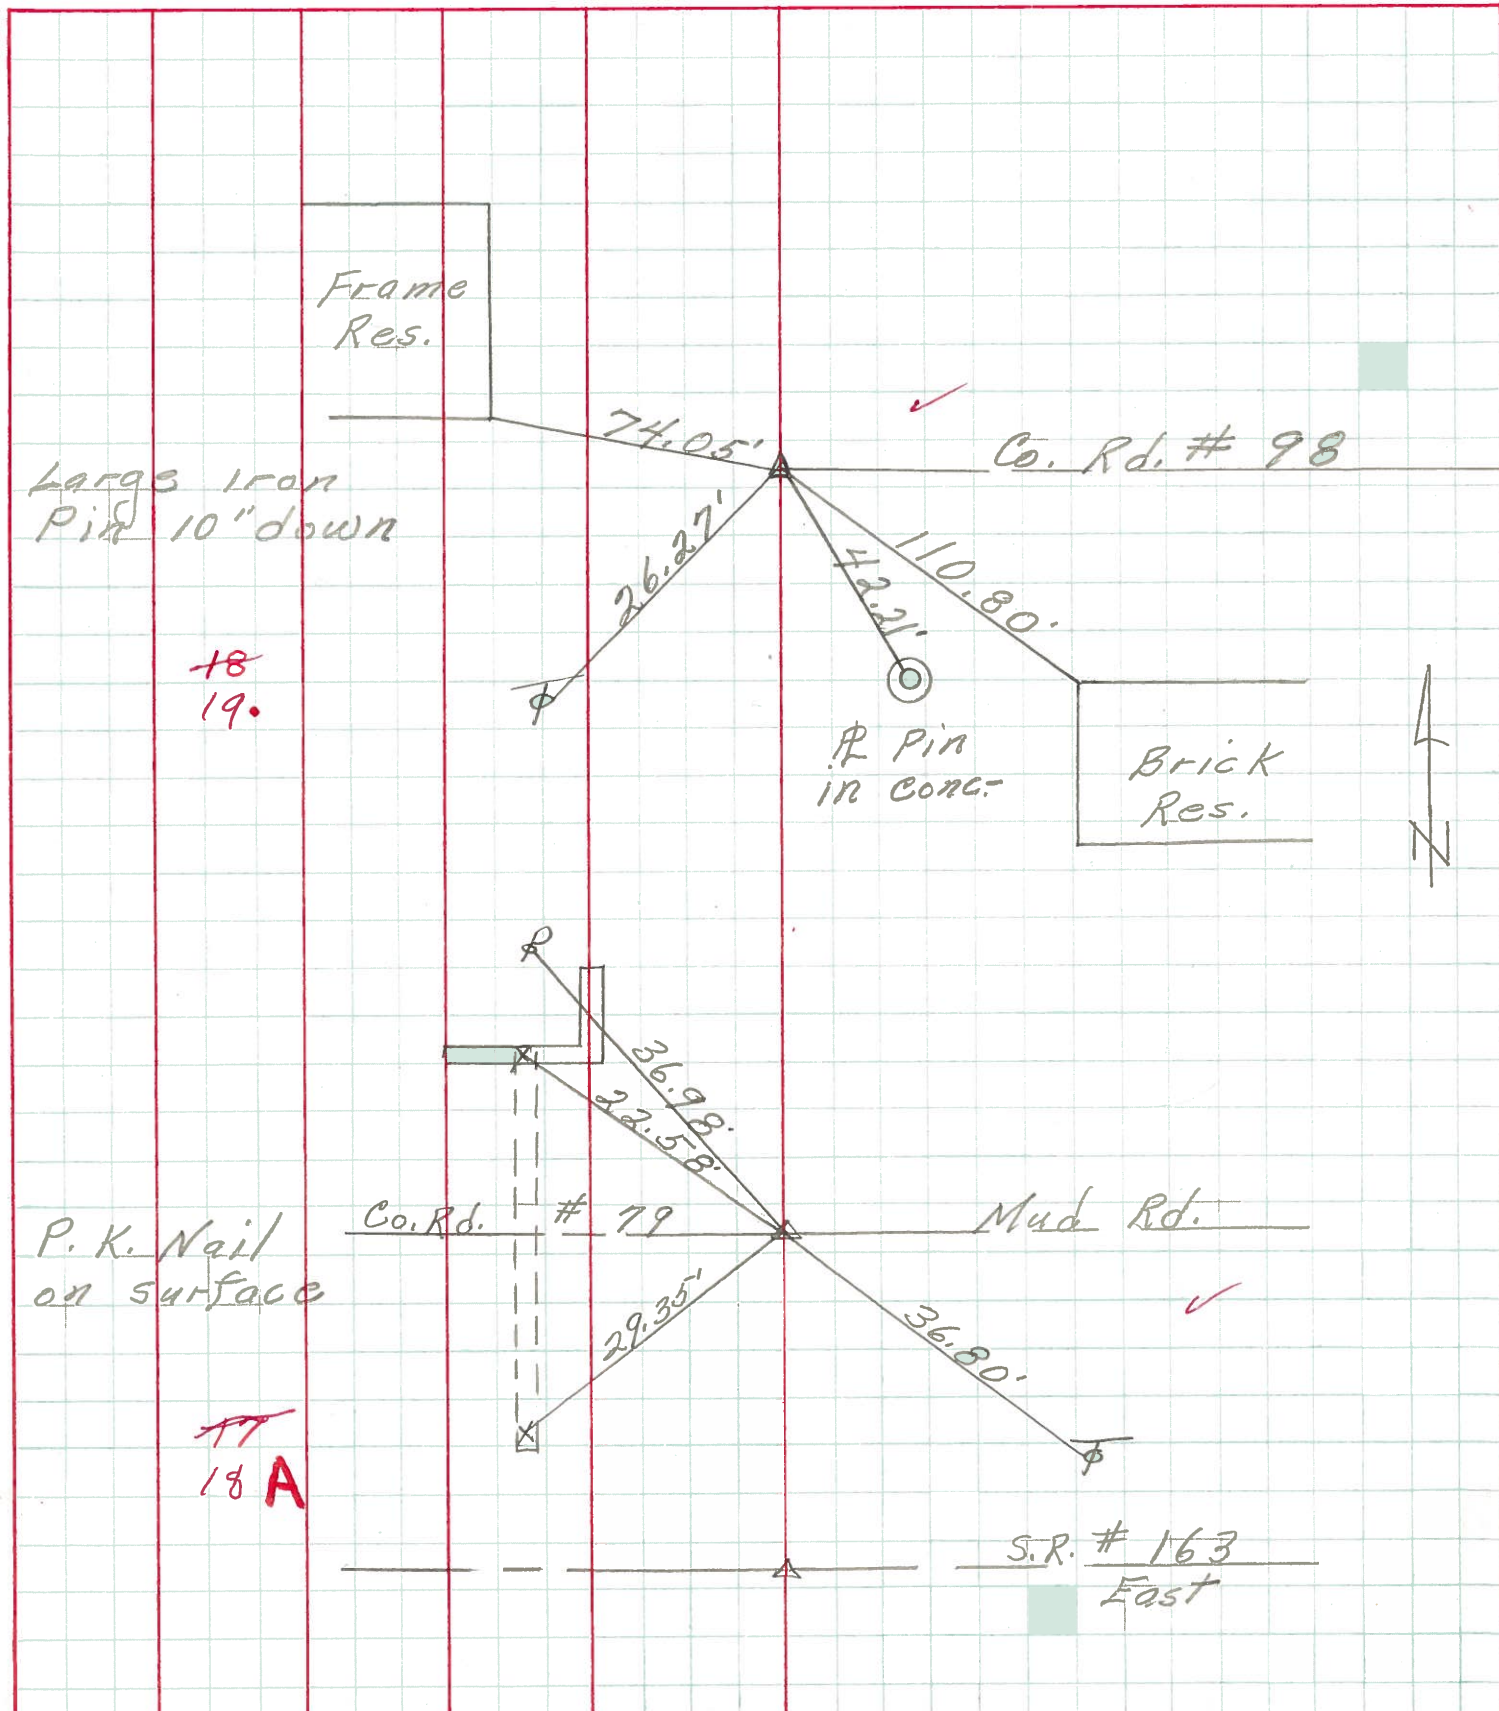 Frame
Res.
74.05'
Co. Rd. # 98
Large Iron
Pin 10" down
26.27'
42.21'
110.80'
18
19.
PL Pin
in conc.
Brick
Res.
N
36.98'
22.58'
Co. Rd. # 79
Mud Rd.
P. K. Nail
on surface
29.35'
36.80'
17
18 A
S.R. # 163
East